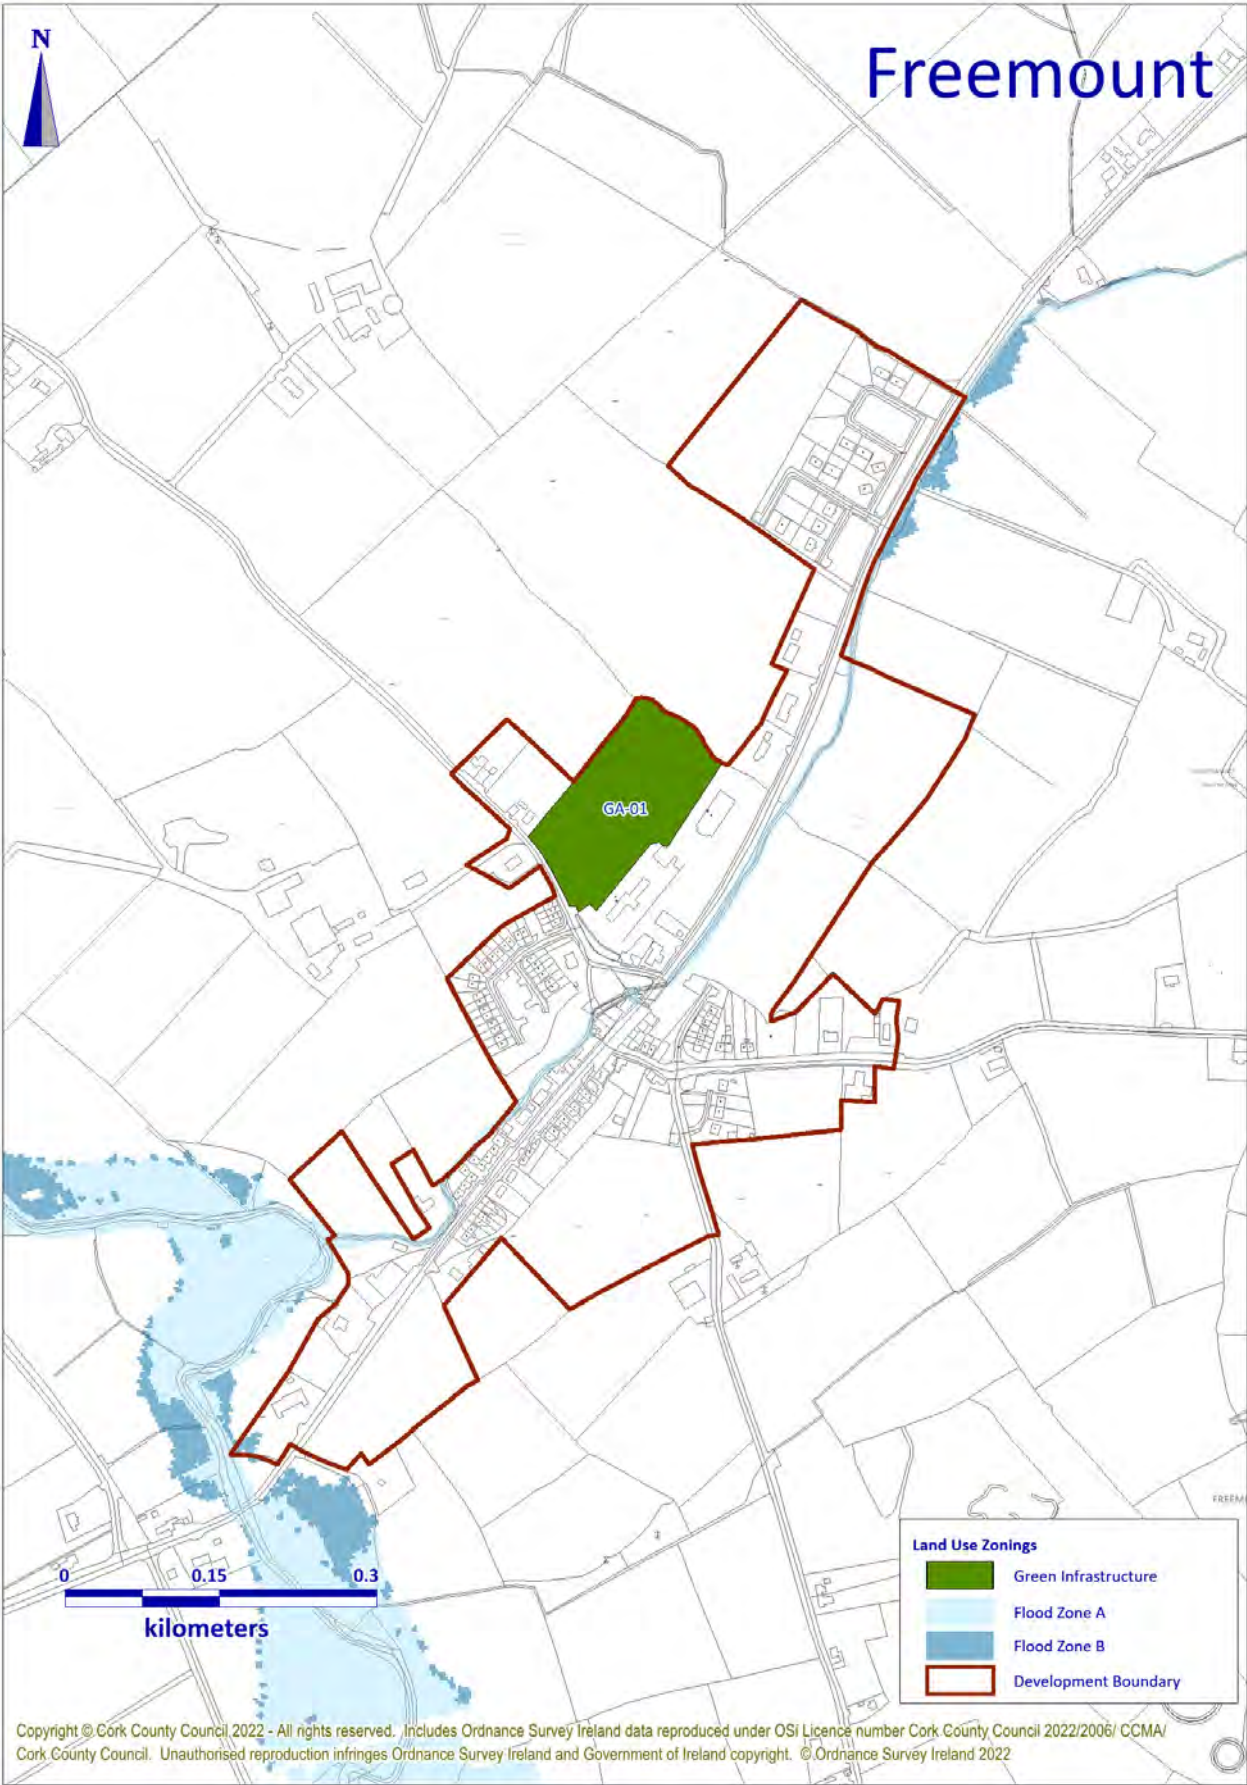 N
Freemount
GA-01
FREEM
Land Use Zonings
Green Infrastructure
Flood Zone A
Flood Zone B
Development Boundary
0 0.15 0.3
kilometers
Copyright © Cork County Council 2022 - All rights reserved. Includes Ordnance Survey Ireland data reproduced under OSi Licence number Cork County Council 2022/2006/ CCMA/
Cork County Council. Unauthorised reproduction infringes Ordnance Survey Ireland and Government of Ireland copyright. © Ordnance Survey Ireland 2022